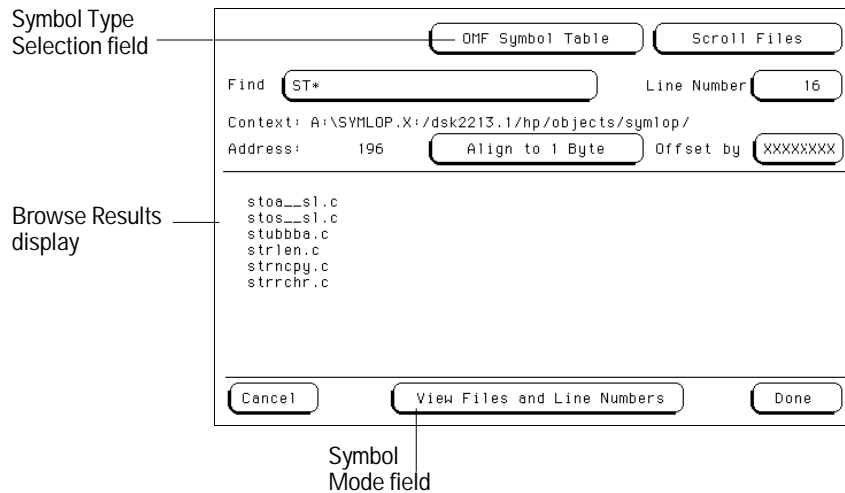 Symbol Type
Selection field
OMF Symbol Table Scroll Files
Find ST* Line Number 16
Context: A:\SYMLOP.X:/dsk2213.1/hp/objects/symlop/
Address: 196 Align to 1 Byte Offset by XXXXXXXX
Browse Results
display
stoa__sl.c
stos__sl.c
stubbba.c
strlen.c
strncpy.c
strrchr.c
Cancel View Files and Line Numbers Done
Symbol
Mode field